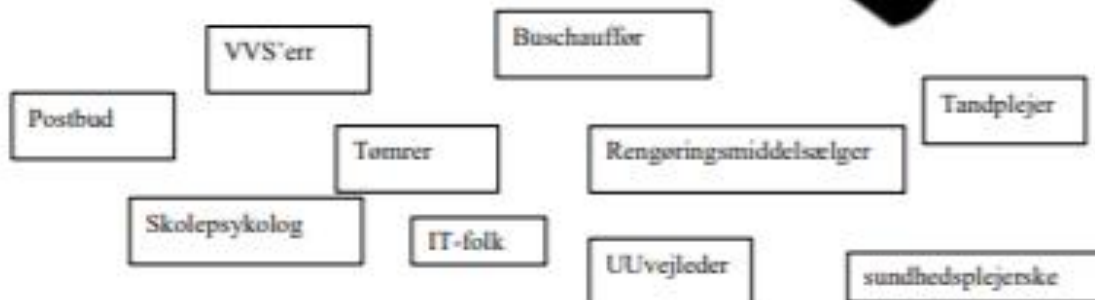 Buschauffør
VVS'err
Tandplejer
Postbud
Tømrer
Rengøringsmiddelsælger
Skolepsykolog
IT-folk
UUvejleder
sundhedsplejerske